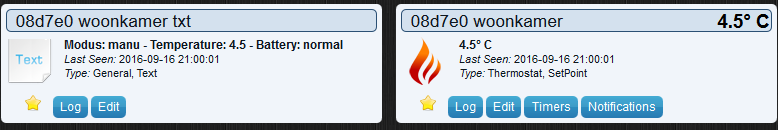 08d7e0 woonkamer txt
Text
Modus: manu - Temperature: 4.5 - Battery: normal
Last Seen: 2016-09-16 21:00:01
Type: General, Text
Log Edit
08d7e0 woonkamer 4.5° C
4.5° C
Last Seen: 2016-09-16 21:00:01
Type: Thermostat, SetPoint
Log Edit Timers Notifications